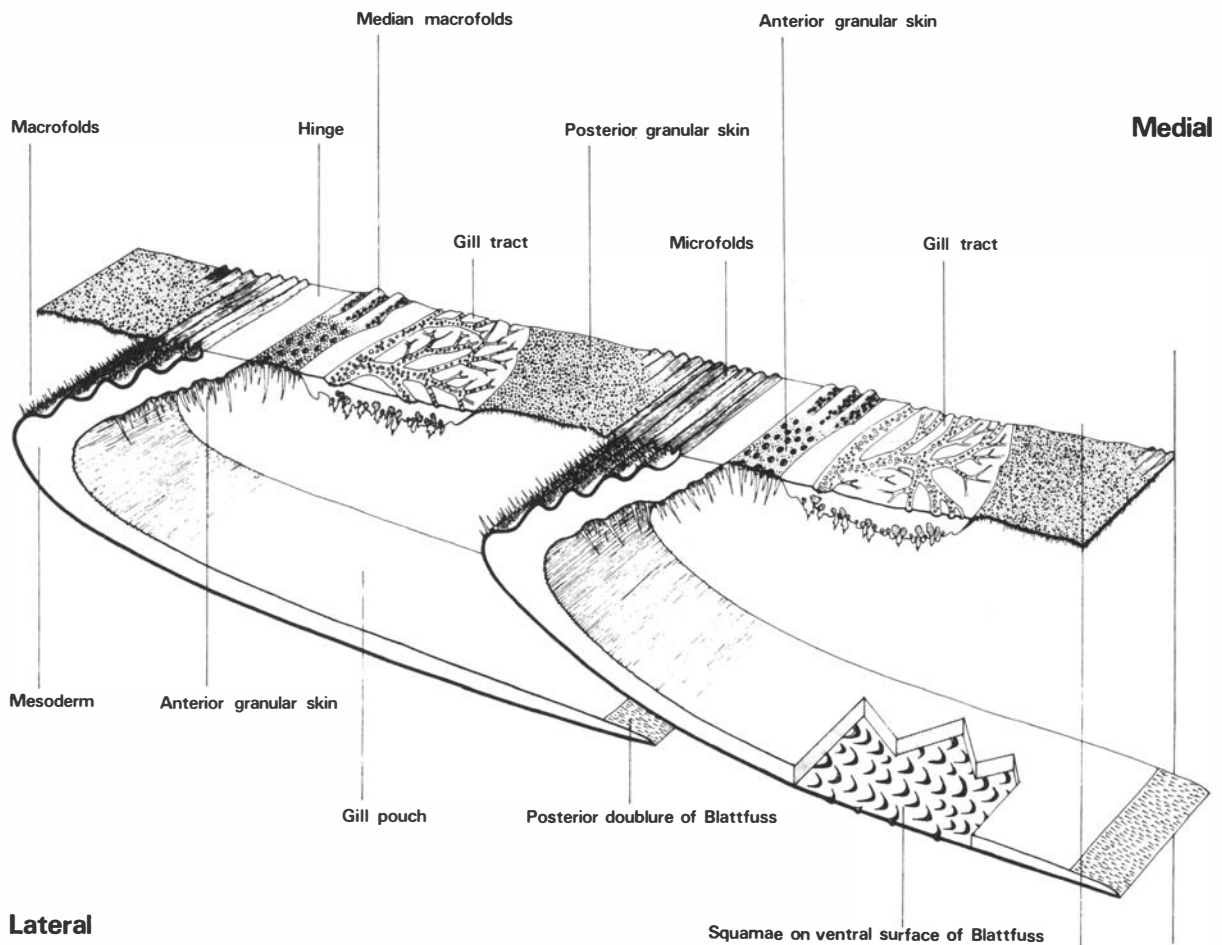 Median macrofolds
Anterior granular skin
Macrofolds
Hinge
Posterior granular skin
Medial
Gill tract
Microfolds
Gill tract
Mesoderm
Anterior granular skin
Gill pouch
Posterior doublure of Blattfuss
Lateral
Squamae on ventral surface of Blattfuss